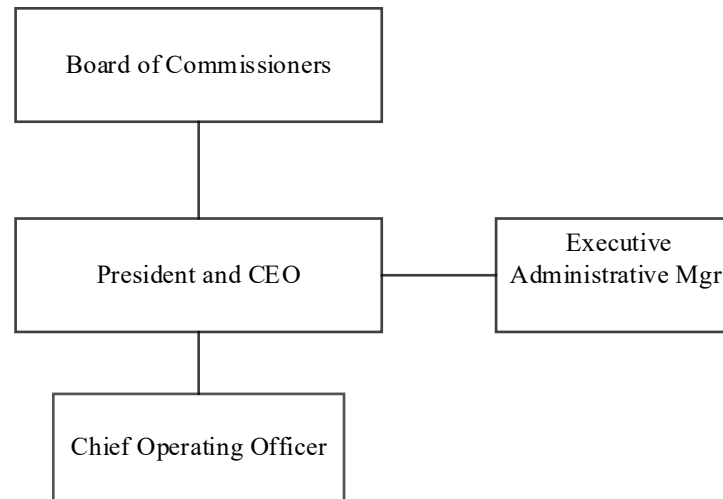 Board of Commissioners
President and CEO
Executive
Administrative Mgr
Chief Operating Officer